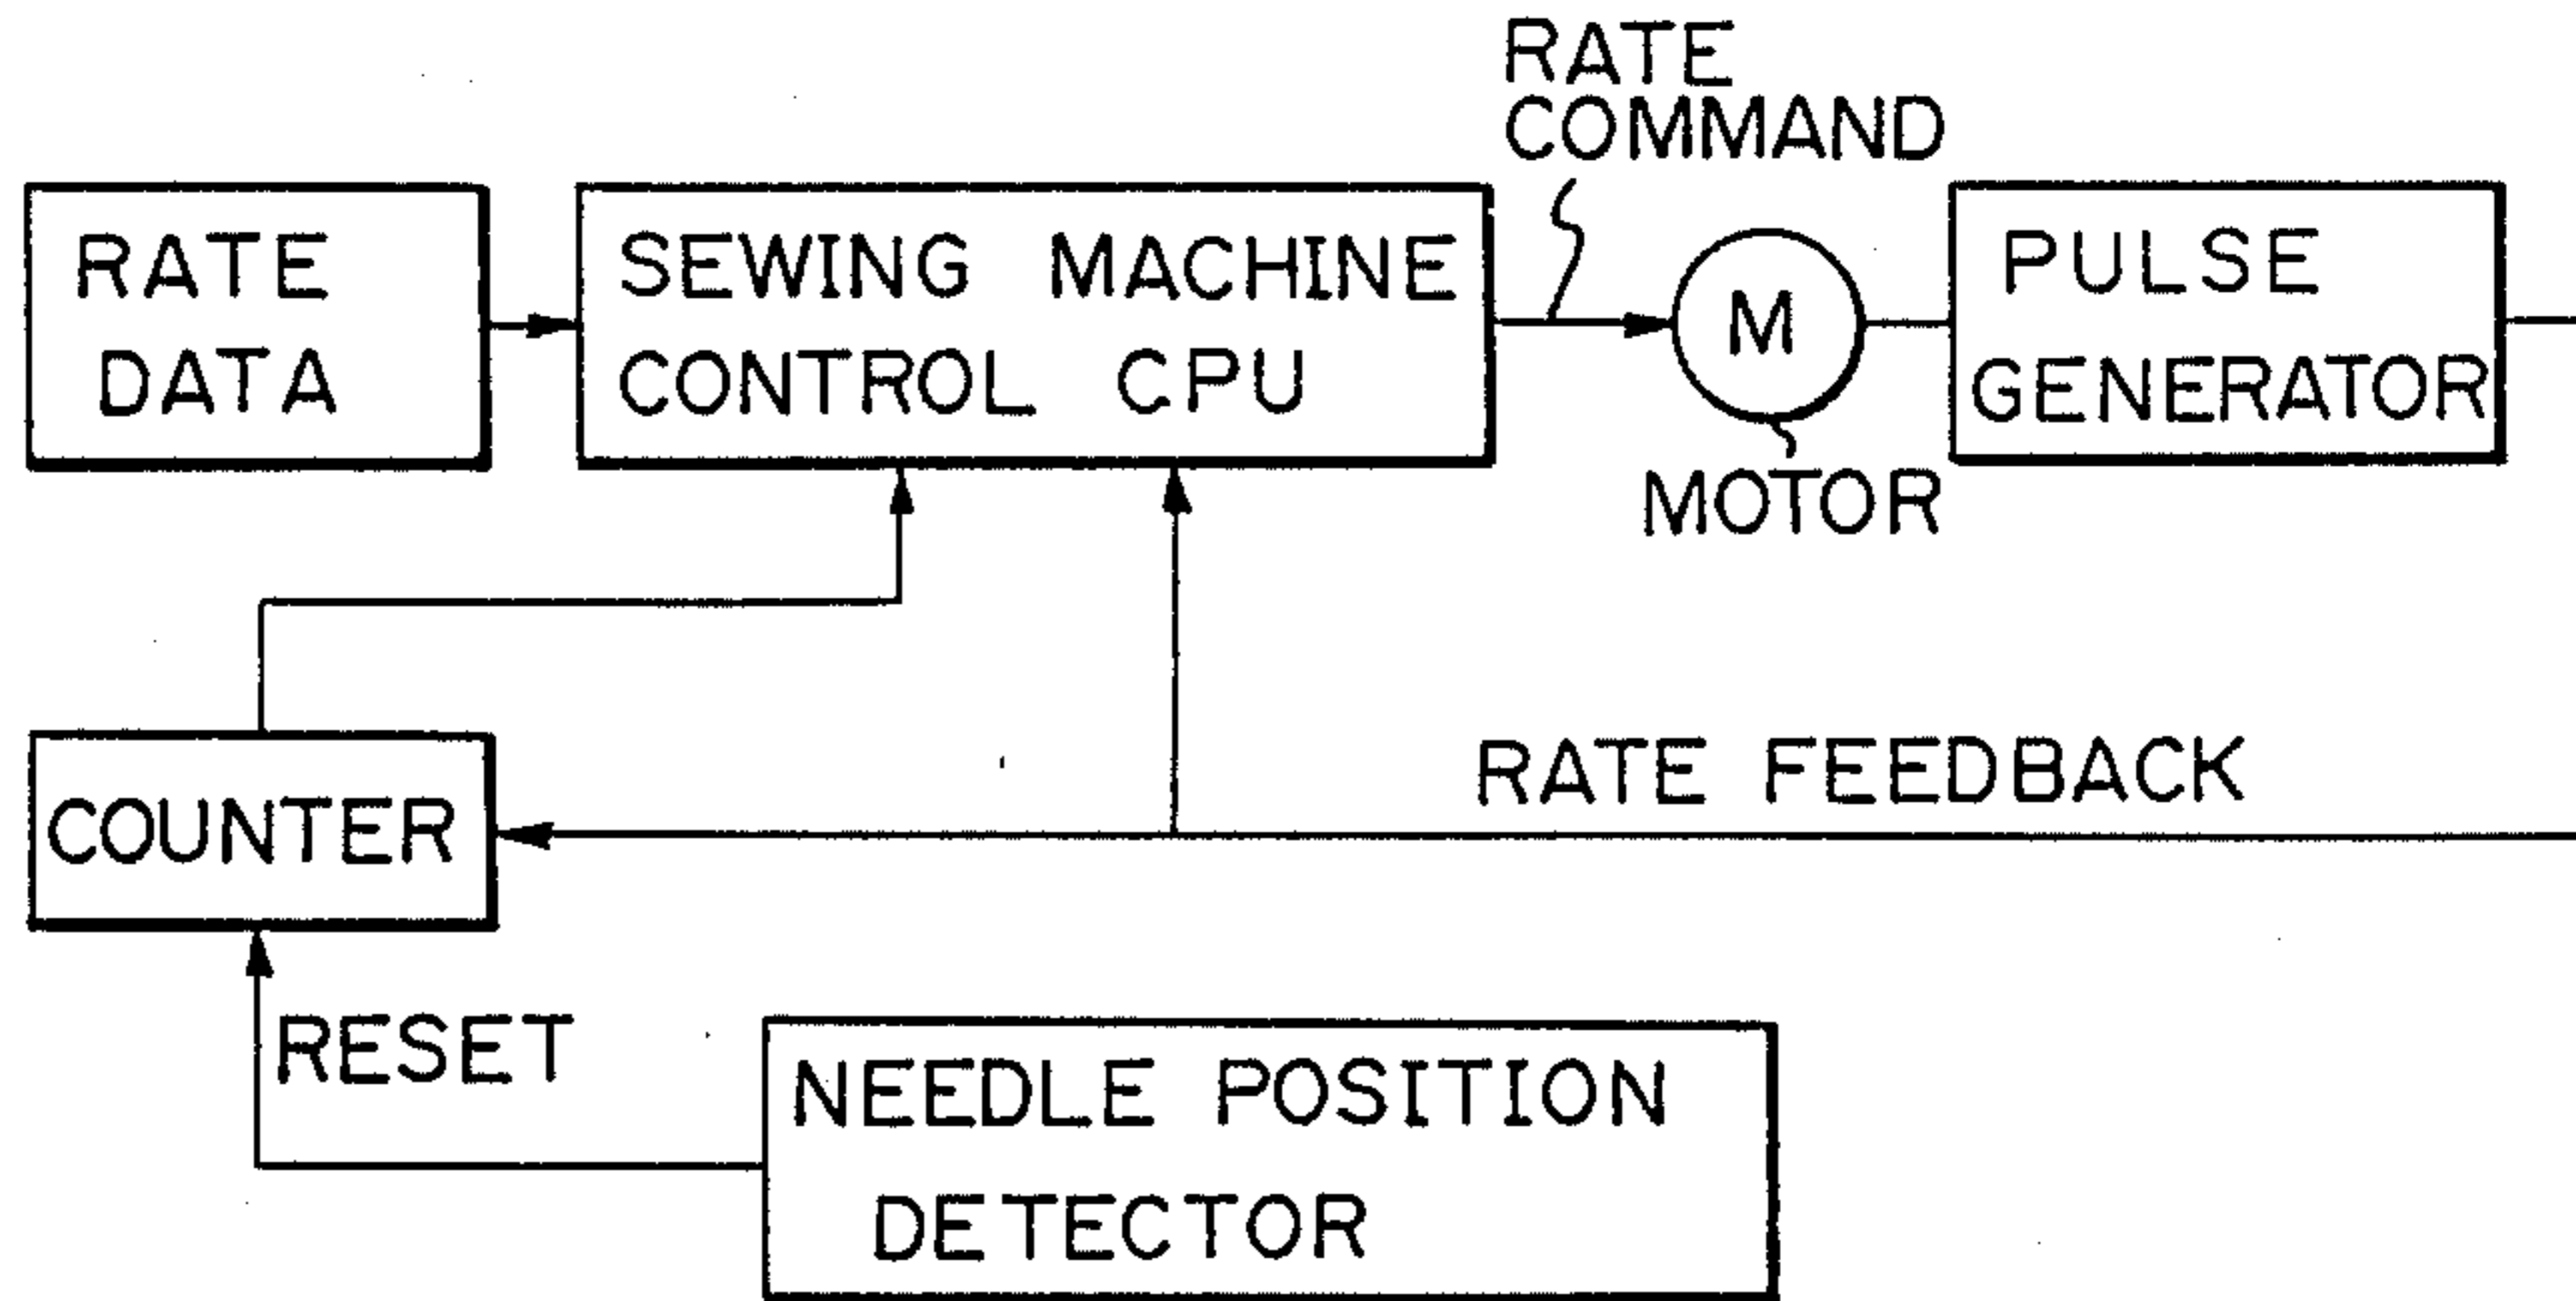 RATE
COMMAND
RATE
DATA
SEWING MACHINE
CONTROL CPU
M
PULSE
GENERATOR
MOTOR
RATE FEEDBACK
COUNTER
RESET
NEEDLE POSITION
DETECTOR